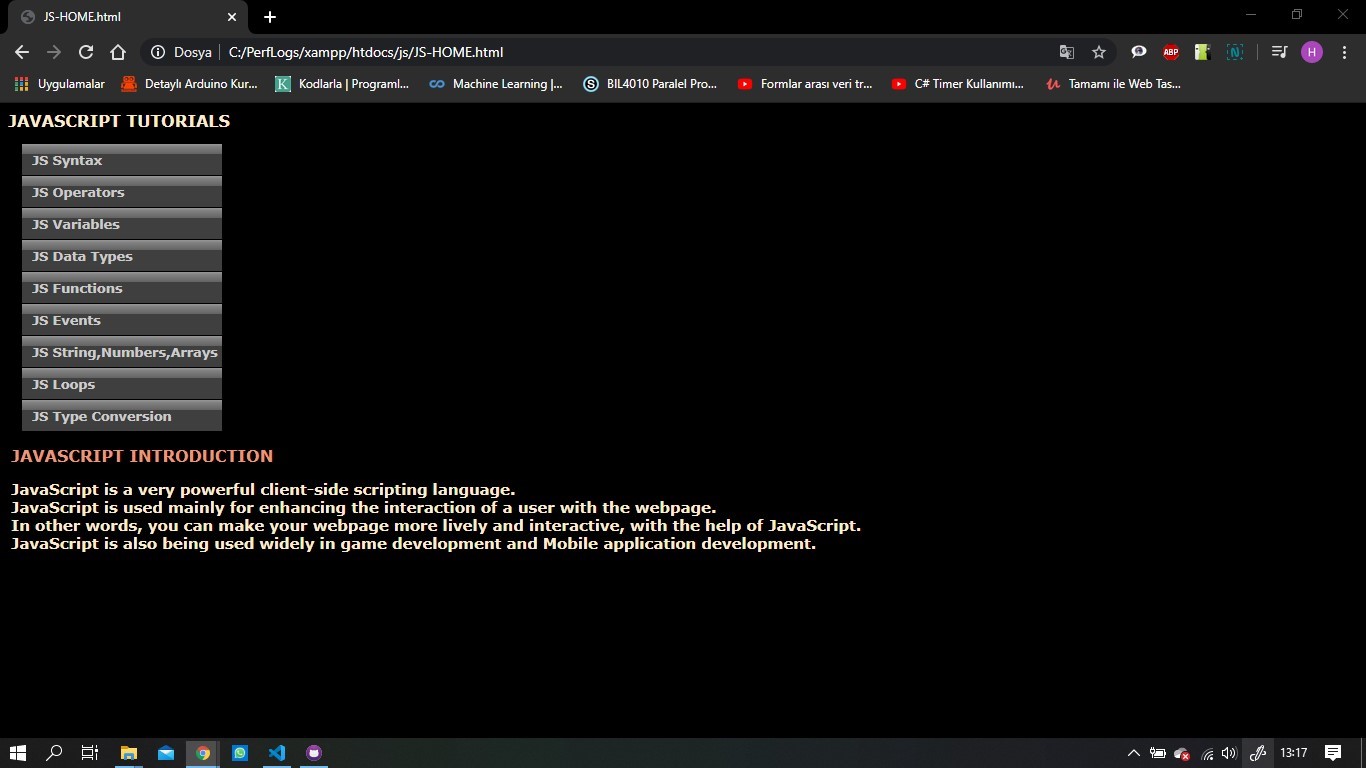 JS-HOME.html
Dosya
C:/PerfLogs/xampp/htdocs/js/JS-HOME.html
ABP
N
H
Uygulamalar
Detaylı Arduino Kur...
K
Kodlarla | Programl...
Machine Learning |...
S
BIL4010 Paralel Pro...
Formlar arası veri tr...
C# Timer Kullanımı...
Tamamı ile Web Tas...
JAVASCRIPT TUTORIALS
JS Syntax
JS Operators
JS Variables
JS Data Types
JS Functions
JS Events
JS String,Numbers,Arrays
JS Loops
JS Type Conversion
JAVASCRIPT INTRODUCTION
JavaScript is a very powerful client-side scripting language.
JavaScript is used mainly for enhancing the interaction of a user with the webpage.
In other words, you can make your webpage more lively and interactive, with the help of JavaScript.
JavaScript is also being used widely in game development and Mobile application development.
13:17